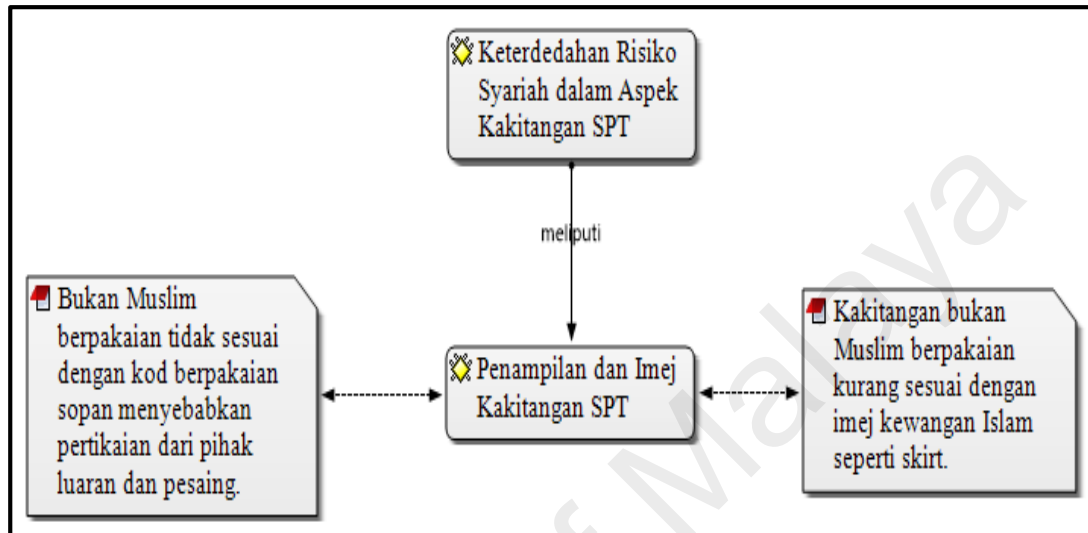 Keterdedahan Risiko
Syariah dalam Aspek
Kakitangan SPT
meliputi
Bukan Muslim
berpakaian tidak sesuai
dengan kod berpakaian
sopan menyebabkan
pertikaian dari pihak
luaran dan pesaing.
Penampilan dan Imej
Kakitangan SPT
Kakitangan bukan
Muslim berpakaian
kurang sesuai dengan
imej kewangan Islam
seperti skirt.
of Malaya